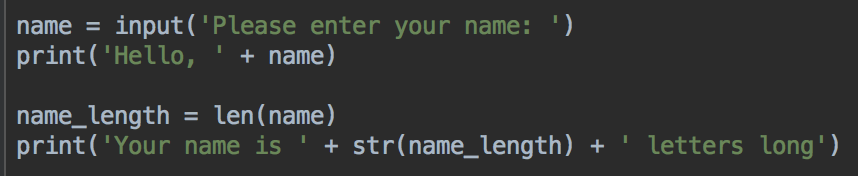 name = input('Please enter your name: ')
print('Hello, ' + name)
name_length = len(name)
print('Your name is ' + str(name_length) + ' letters long')